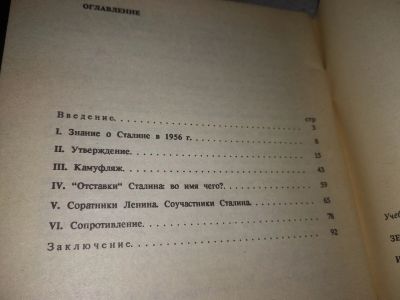 ОГЛАВЛЕНИЕ
стр
Введение. 3
I. Знание о Сталине в 1956 г. 8
II. Утверждение. 15
III. Камуфляж. 43
IV. "Отставки" Сталина: во имя чего?. 59
V. Соратники Ленина. Соучастники Сталина. 65
VI. Сопротивление. 78
Заключение. 92